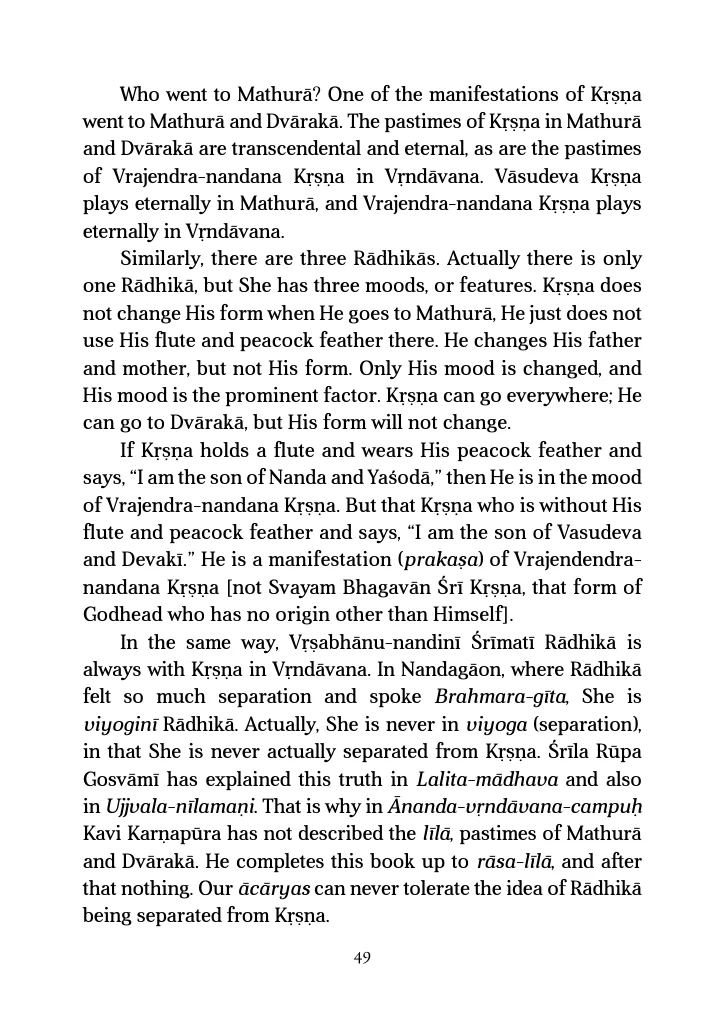 Who went to Mathurā? One of the manifestations of Kṛṣṇa
went to Mathurā and Dvārakā. The pastimes of Kṛṣṇa in Mathurā
and Dvārakā are transcendental and eternal, as are the pastimes
of Vrajendra-nandana Kṛṣṇa in Vṛndāvana. Vāsudeva Kṛṣṇa
plays eternally in Mathurā, and Vrajendra-nandana Kṛṣṇa plays
eternally in Vṛndāvana.
Similarly, there are three Rādhikās. Actually there is only
one Rādhikā, but She has three moods, or features. Kṛṣṇa does
not change His form when He goes to Mathurā, He just does not
use His flute and peacock feather there. He changes His father
and mother, but not His form. Only His mood is changed, and
His mood is the prominent factor. Kṛṣṇa can go everywhere; He
can go to Dvārakā, but His form will not change.
If Kṛṣṇa holds a flute and wears His peacock feather and
says, “I am the son of Nanda and Yaśodā,” then He is in the mood
of Vrajendra-nandana Kṛṣṇa. But that Kṛṣṇa who is without His
flute and peacock feather and says, “I am the son of Vasudeva
and Devakī.” He is a manifestation (prakaṣa) of Vrajendendra-
nandana Kṛṣṇa [not Svayam Bhagavān Śrī Kṛṣṇa, that form of
Godhead who has no origin other than Himself].
In the same way, Vṛṣabhānu-nandinī Śrīmatī Rādhikā is
always with Kṛṣṇa in Vṛndāvana. In Nandagāon, where Rādhikā
felt so much separation and spoke Brahmara-gīta, She is
viyoginī Rādhikā. Actually, She is never in viyoga (separation),
in that She is never actually separated from Kṛṣṇa. Śrīla Rūpa
Gosvāmī has explained this truth in Lalita-mādhava and also
in Ujjvala-nīlamaṇi. That is why in Ānanda-vṛndāvana-campuḥ
Kavi Karṇapūra has not described the līlā, pastimes of Mathurā
and Dvārakā. He completes this book up to rāsa-līlā, and after
that nothing. Our ācāryas can never tolerate the idea of Rādhikā
being separated from Kṛṣṇa.
49